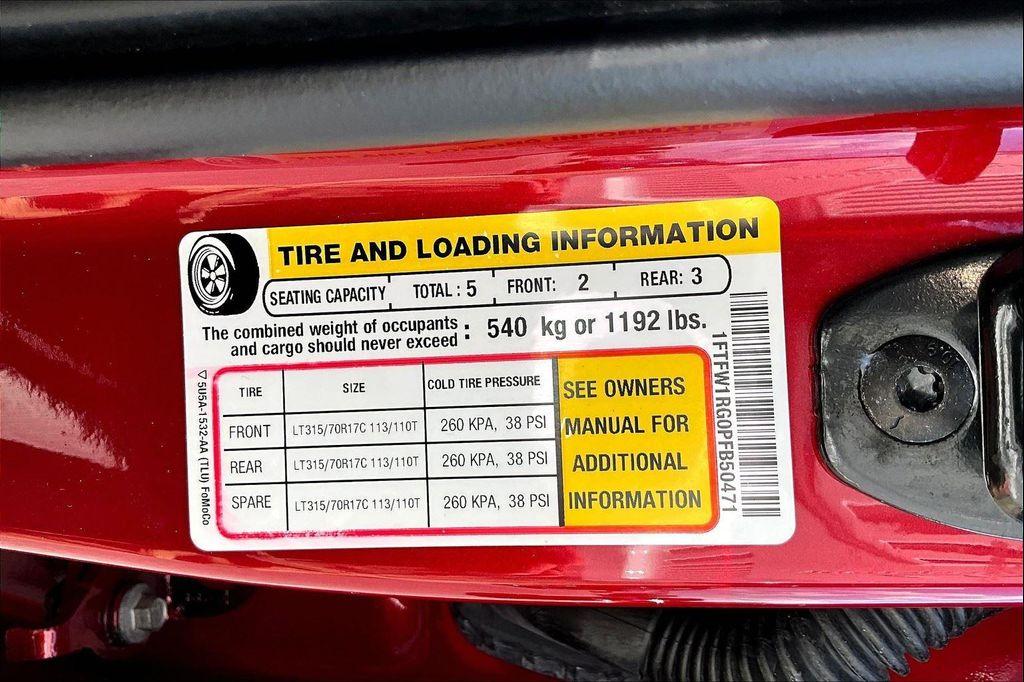 TIRE AND LOADING INFORMATION
SEATING CAPACITY TOTAL : 5 FRONT: 2 REAR: 3
The combined weight of occupants
and cargo should never exceed : 540 kg or 1192 lbs.
TIRE SIZE COLD TIRE PRESSURE
FRONT LT315/70R17C 113/110T 260 KPA, 38 PSI
REAR LT315/70R17C 113/110T 260 KPA, 38 PSI
SPARE LT315/70R17C 113/110T 260 KPA, 38 PSI
SEE OWNERS
MANUAL FOR
ADDITIONAL
INFORMATION
5U5A-1532-AA (TLU) FoMoCo
1FTFW1RG0PFB50471